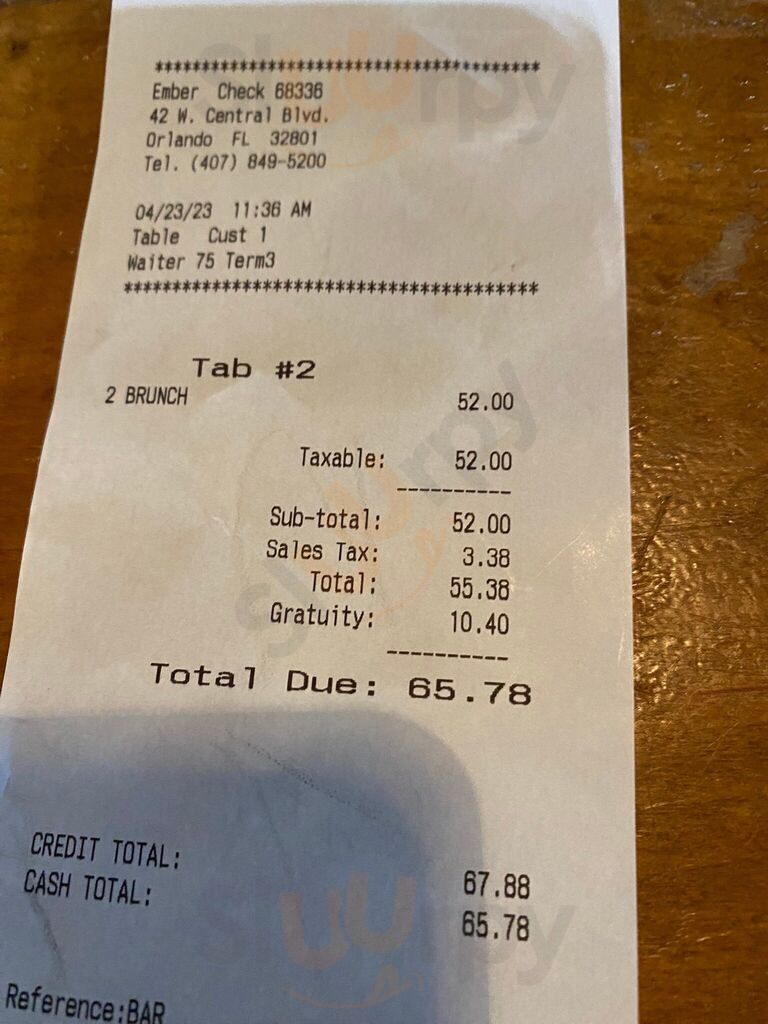 ****************************************
Ember Check 68336
42 W. Central Blvd.
Orlando FL 32801
Tel. (407) 849-5200
04/23/23 11:36 AM
Table Cust 1
Waiter 75 Term3
****************************************
Tab #2
2 BRUNCH 52.00
Taxable: 52.00
----------
Sub-total: 52.00
Sales Tax: 3.38
Total: 55.38
Gratuity: 10.40
-----------
Total Due: 65.78
CREDIT TOTAL: 67.88
CASH TOTAL: 65.78
Reference:BAR
sluurpy
sluurpy
sluurpy